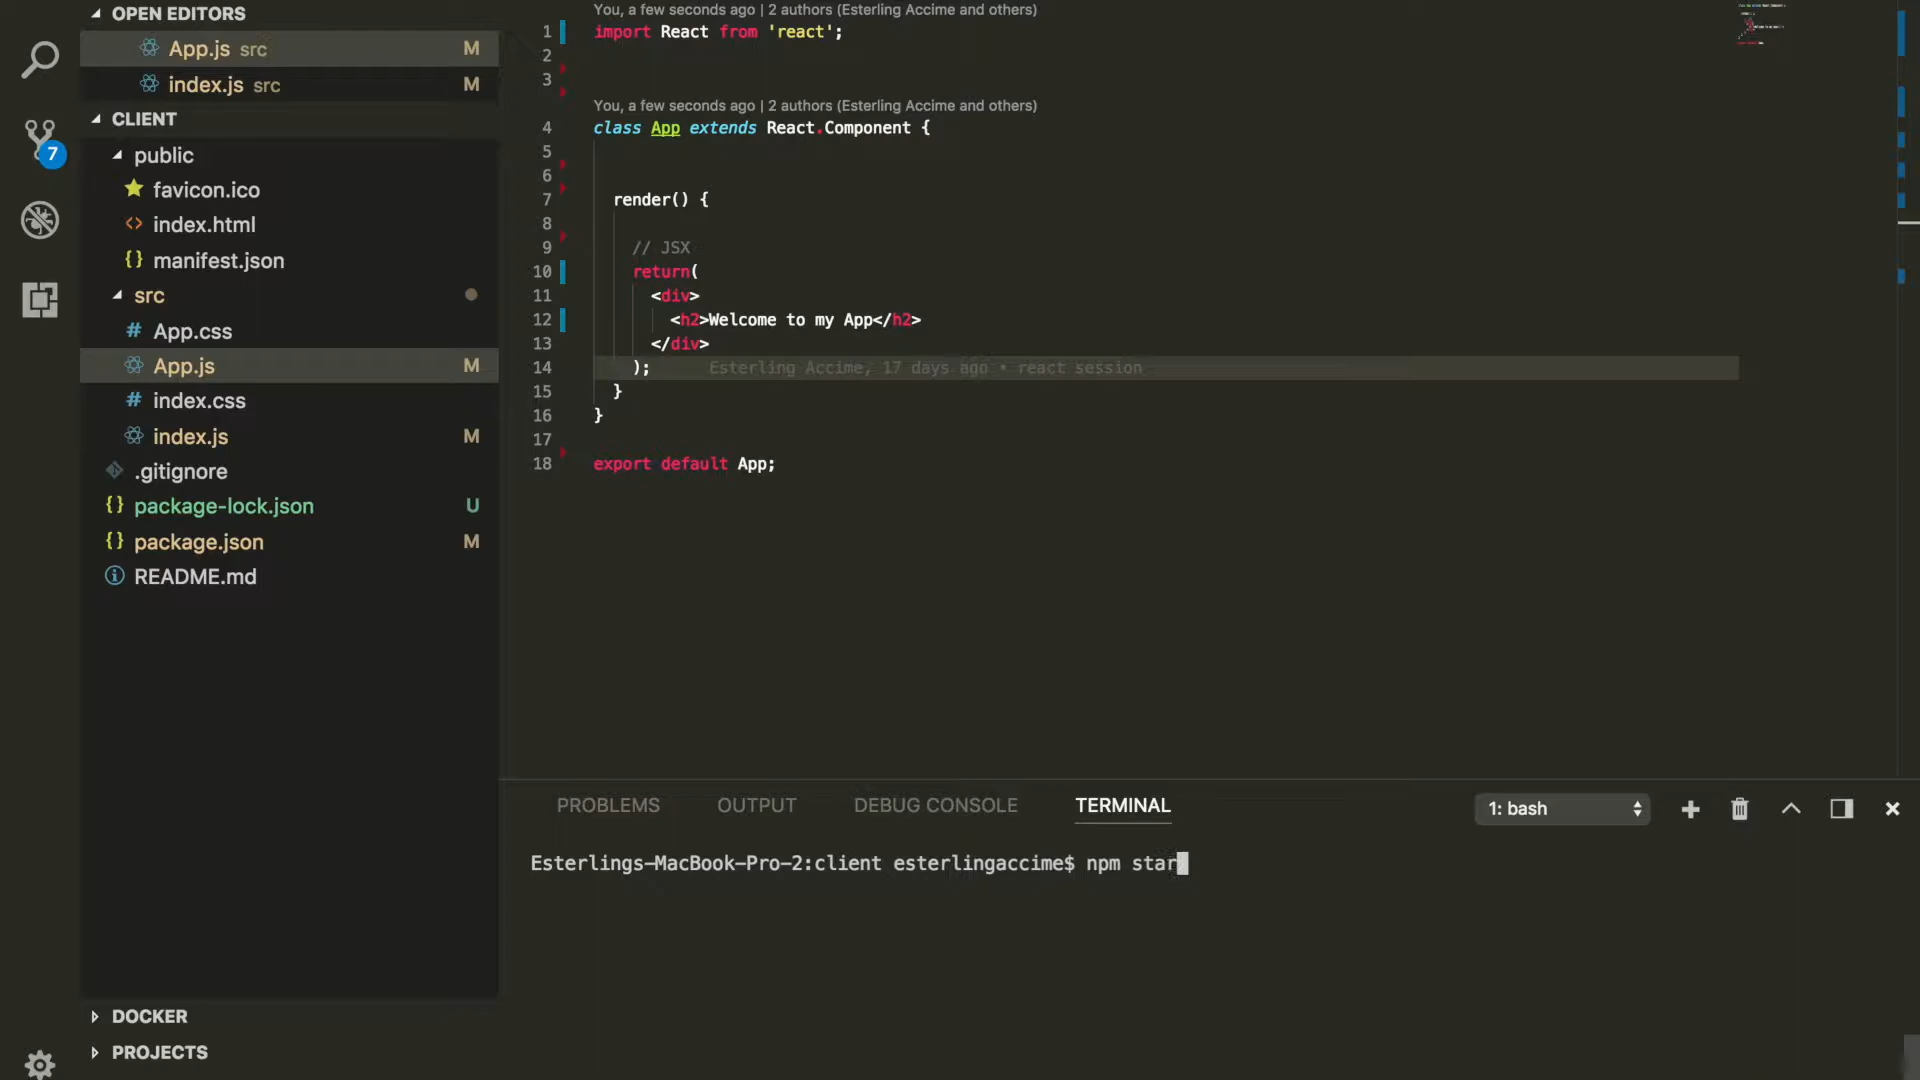 OPEN EDITORS
App.js src M
index.js src M
CLIENT
public
favicon.ico
<> index.html
{} manifest.json
src
# App.css
App.js M
# index.css
index.js M
.gitignore
{} package-lock.json U
{} package.json M
README.md
DOCKER
PROJECTS
7
You, a few seconds ago | 2 authors (Esterling Accime and others)
1 import React from 'react';
2
3
You, a few seconds ago | 2 authors (Esterling Accime and others)
4 class App extends React.Component {
5
6
7 render() {
8
9 // JSX
10 return(
11 <div>
12 <h2>Welcome to my App</h2>
13 </div>
14 ); Esterling Accime, 17 days ago • react session
15 }
16 }
17
18 export default App;
PROBLEMS OUTPUT DEBUG CONSOLE TERMINAL 1: bash
Esterlings-MacBook-Pro-2:client esterlingaccime$ npm star